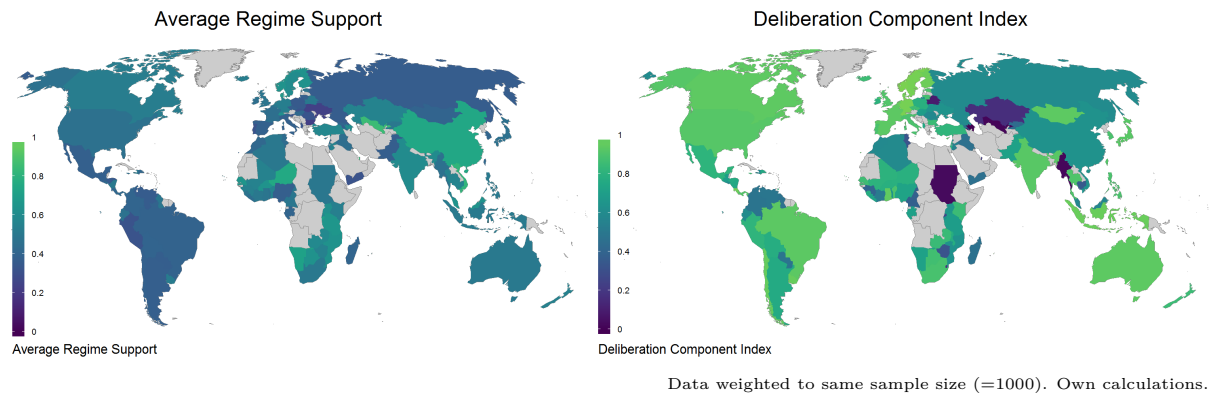 Average Regime Support
Deliberation Component Index
1
0.8
0.6
0.4
0.2
0
Average Regime Support
1
0.8
0.6
0.4
0.2
0
Deliberation Component Index
Data weighted to same sample size (=1000). Own calculations.